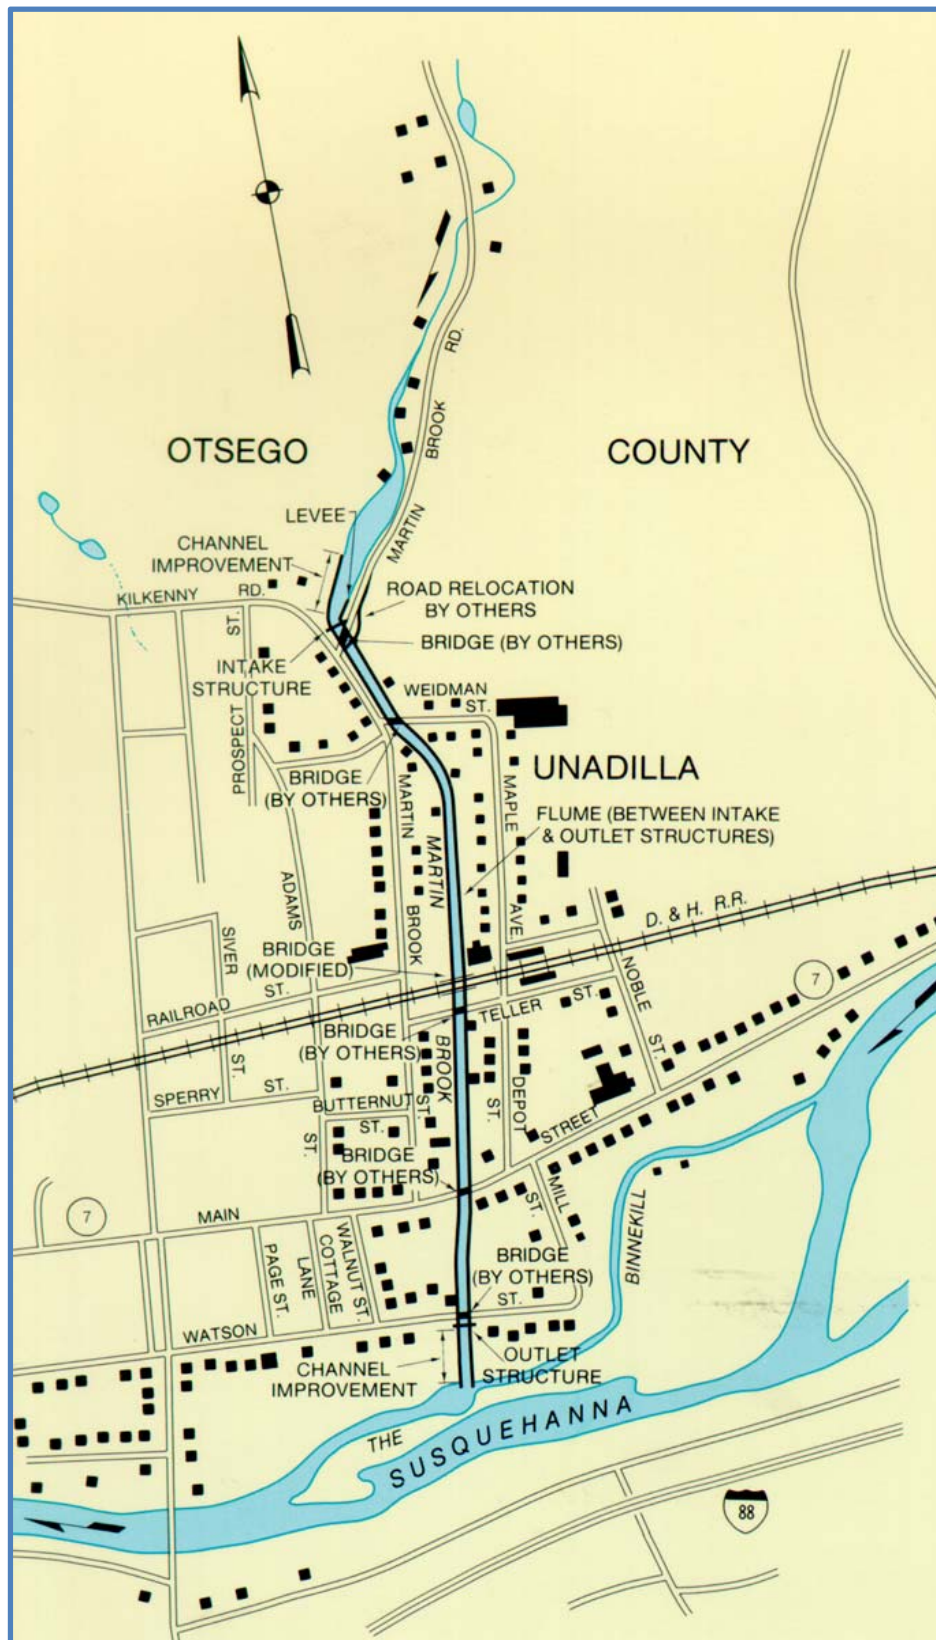 OTSEGO
COUNTY
MARTIN
BROOK
RD.
LEVEE
CHANNEL
IMPROVEMENT
KILKENNY
RD.
ROAD RELOCATION
BY OTHERS
BRIDGE (BY OTHERS)
INTAKE
STRUCTURE
PROSPECT
ST.
WEIDMAN
ST.
UNADILLA
BRIDGE
(BY OTHERS)
FLUME (BETWEEN INTAKE
& OUTLET STRUCTURES)
MARTIN
BROOK
ST.
MARTIN
BROOK
MAPLE
AVE.
ADAMS
ST.
SIVER
ST.
D. & H. R.R.
BRIDGE
(MODIFIED)
RAILROAD
ST.
TELLER
ST.
NOBLE
ST.
7
BRIDGE
(BY OTHERS)
SPERRY
ST.
BUTTERNUT
ST.
DEPOT
ST.
BRIDGE
(BY OTHERS)
7
MAIN
STREET
MILL
ST.
BINNEKILL
PAGE ST.
COTTAGE
LANE
WALNUT ST.
BRIDGE
(BY OTHERS)
WATSON
ST.
CHANNEL
IMPROVEMENT
OUTLET
STRUCTURE
THE
SUSQUEHANNA
88